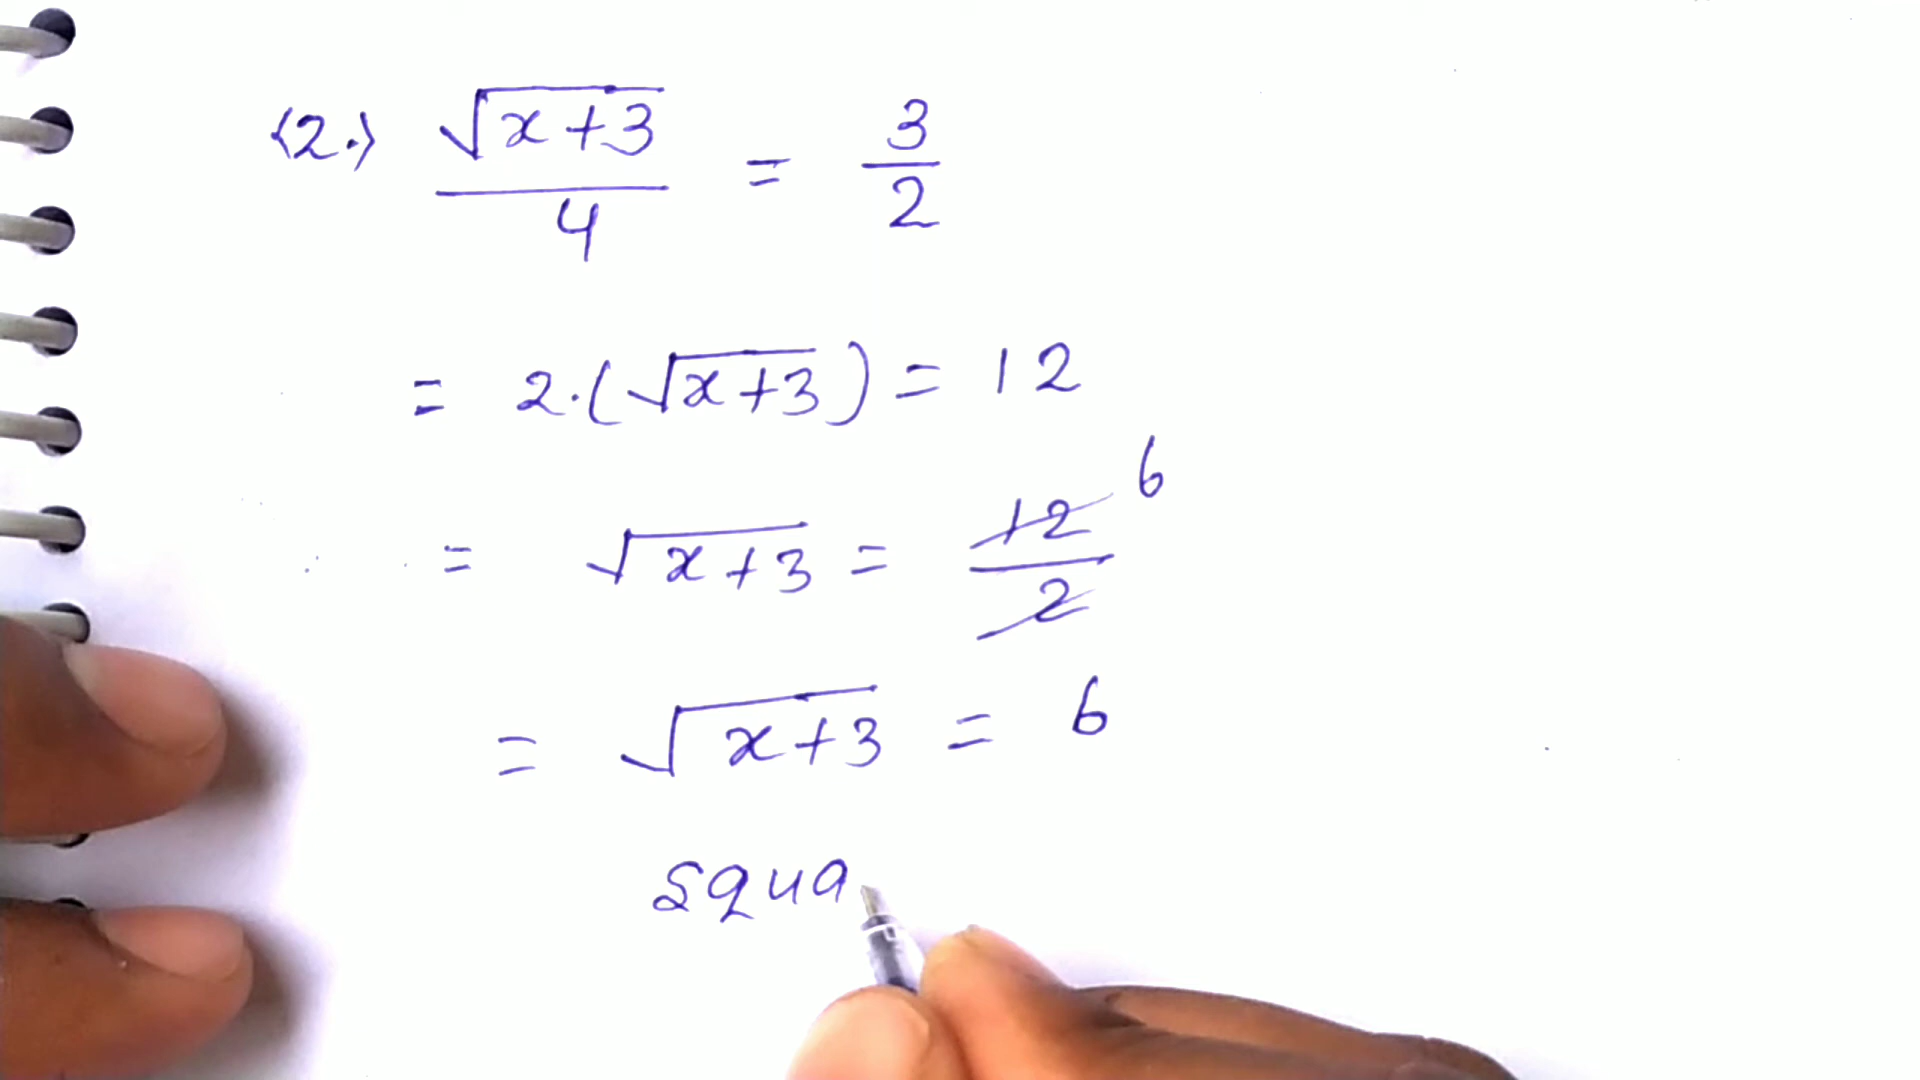 (2.) √(x+3)/4 = 3/2
= 2.(√(x+3)) = 12
= √(x+3) = 12/2 6
= √(x+3) = 6
squa